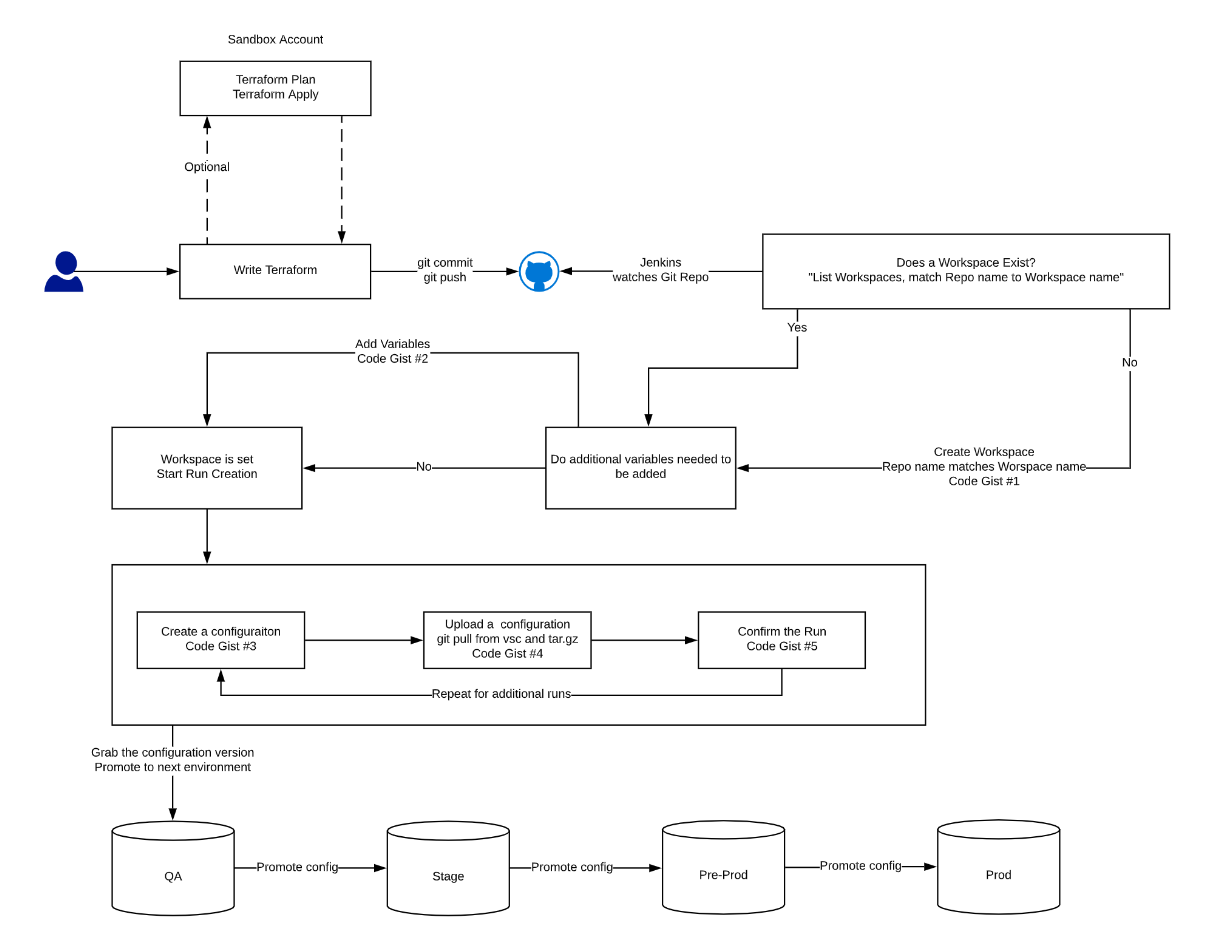 Sandbox Account
Terraform Plan
Terraform Apply
Optional
Write Terraform
git commit
git push
Jenkins
watches Git Repo
Does a Workspace Exist?
"List Workspaces, match Repo name to Workspace name"
Yes
No
Add Variables
Code Gist #2
Workspace is set
Start Run Creation
No
Do additional variables needed to
be added
Create Workspace
Repo name matches Worspace name
Code Gist #1
Create a configuraiton
Code Gist #3
Upload a configuration
git pull from vsc and tar.gz
Code Gist #4
Confirm the Run
Code Gist #5
Repeat for additional runs
Grab the configuration version
Promote to next environment
QA
Promote config
Stage
Promote config
Pre-Prod
Promote config
Prod